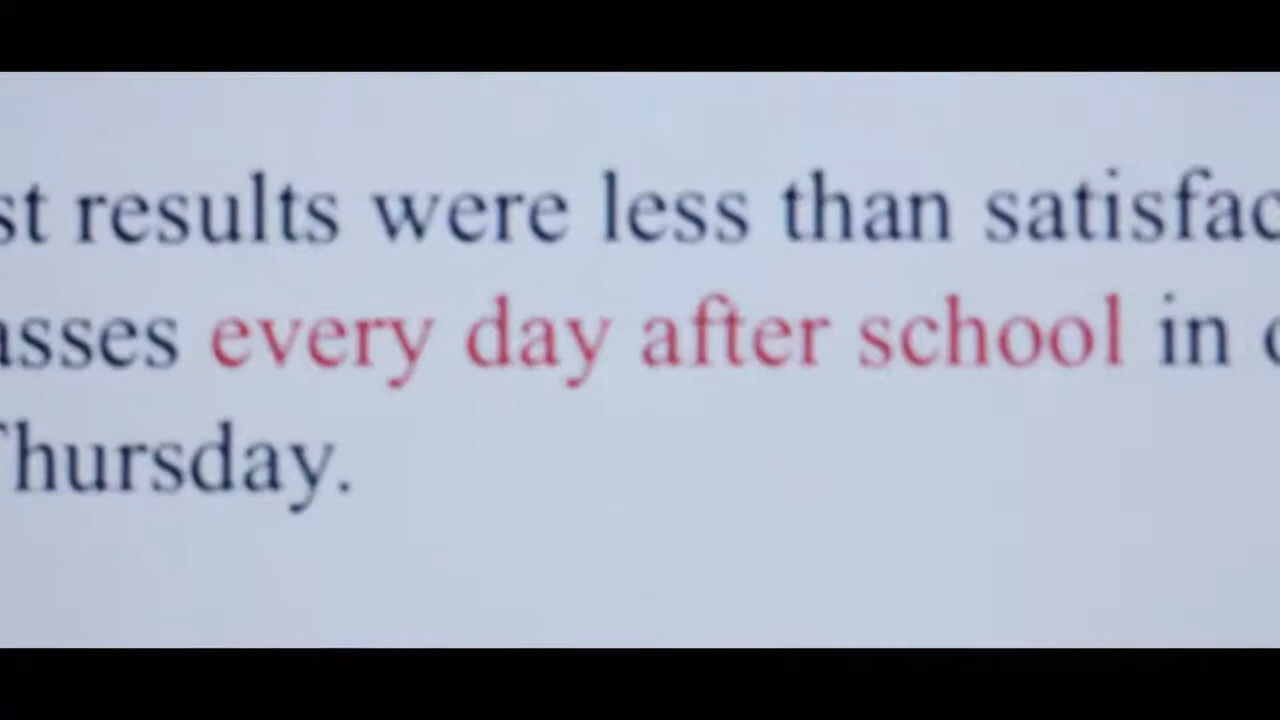 st results were less than satisfac
asses every day after school in
Thursday.